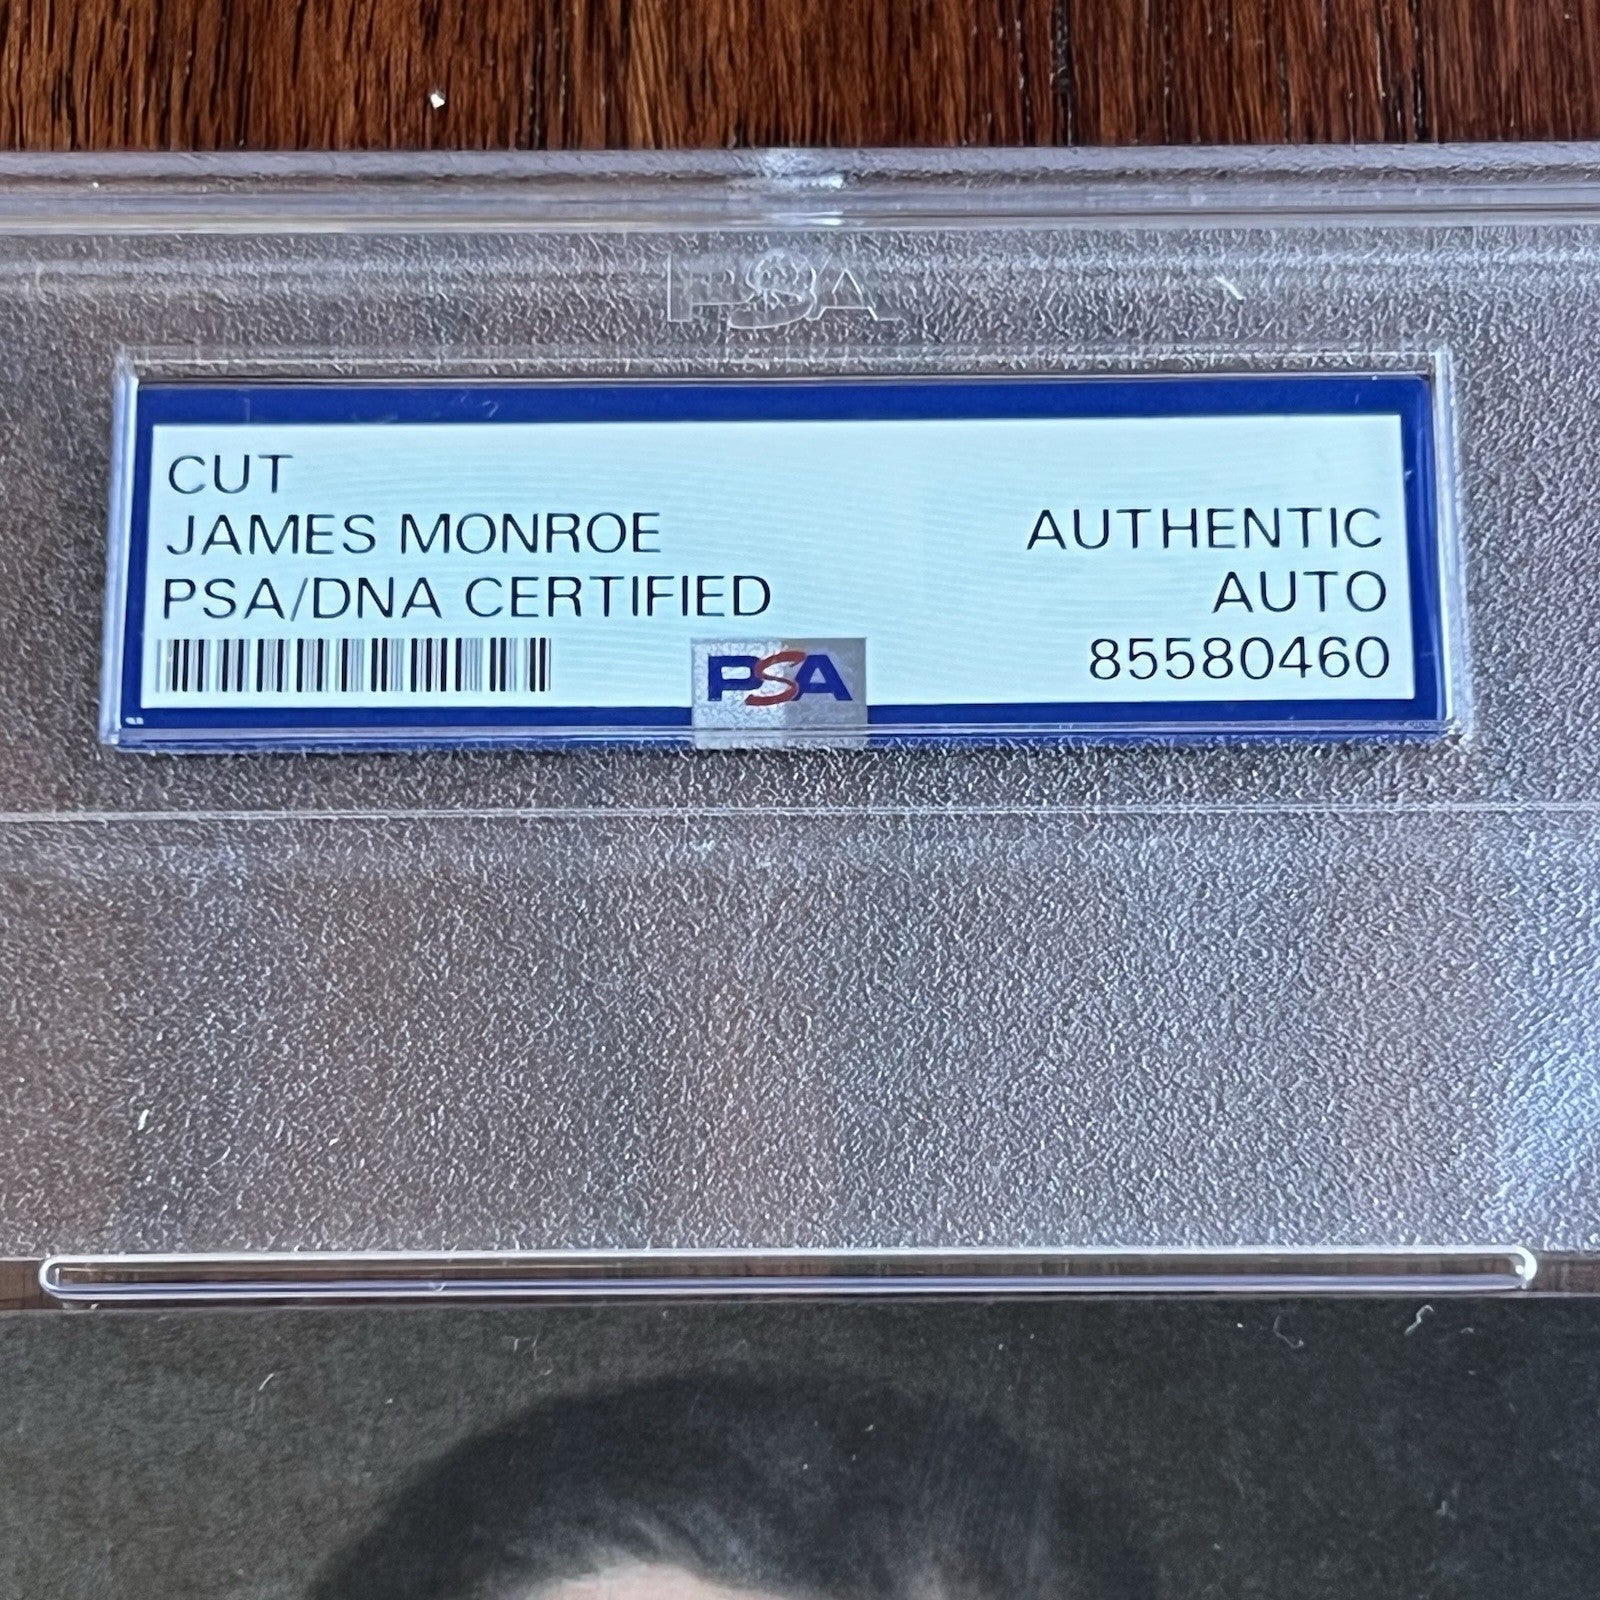 PSA
CUT
JAMES MONROE
PSA/DNA CERTIFIED
AUTHENTIC
AUTO
85580460
PSA